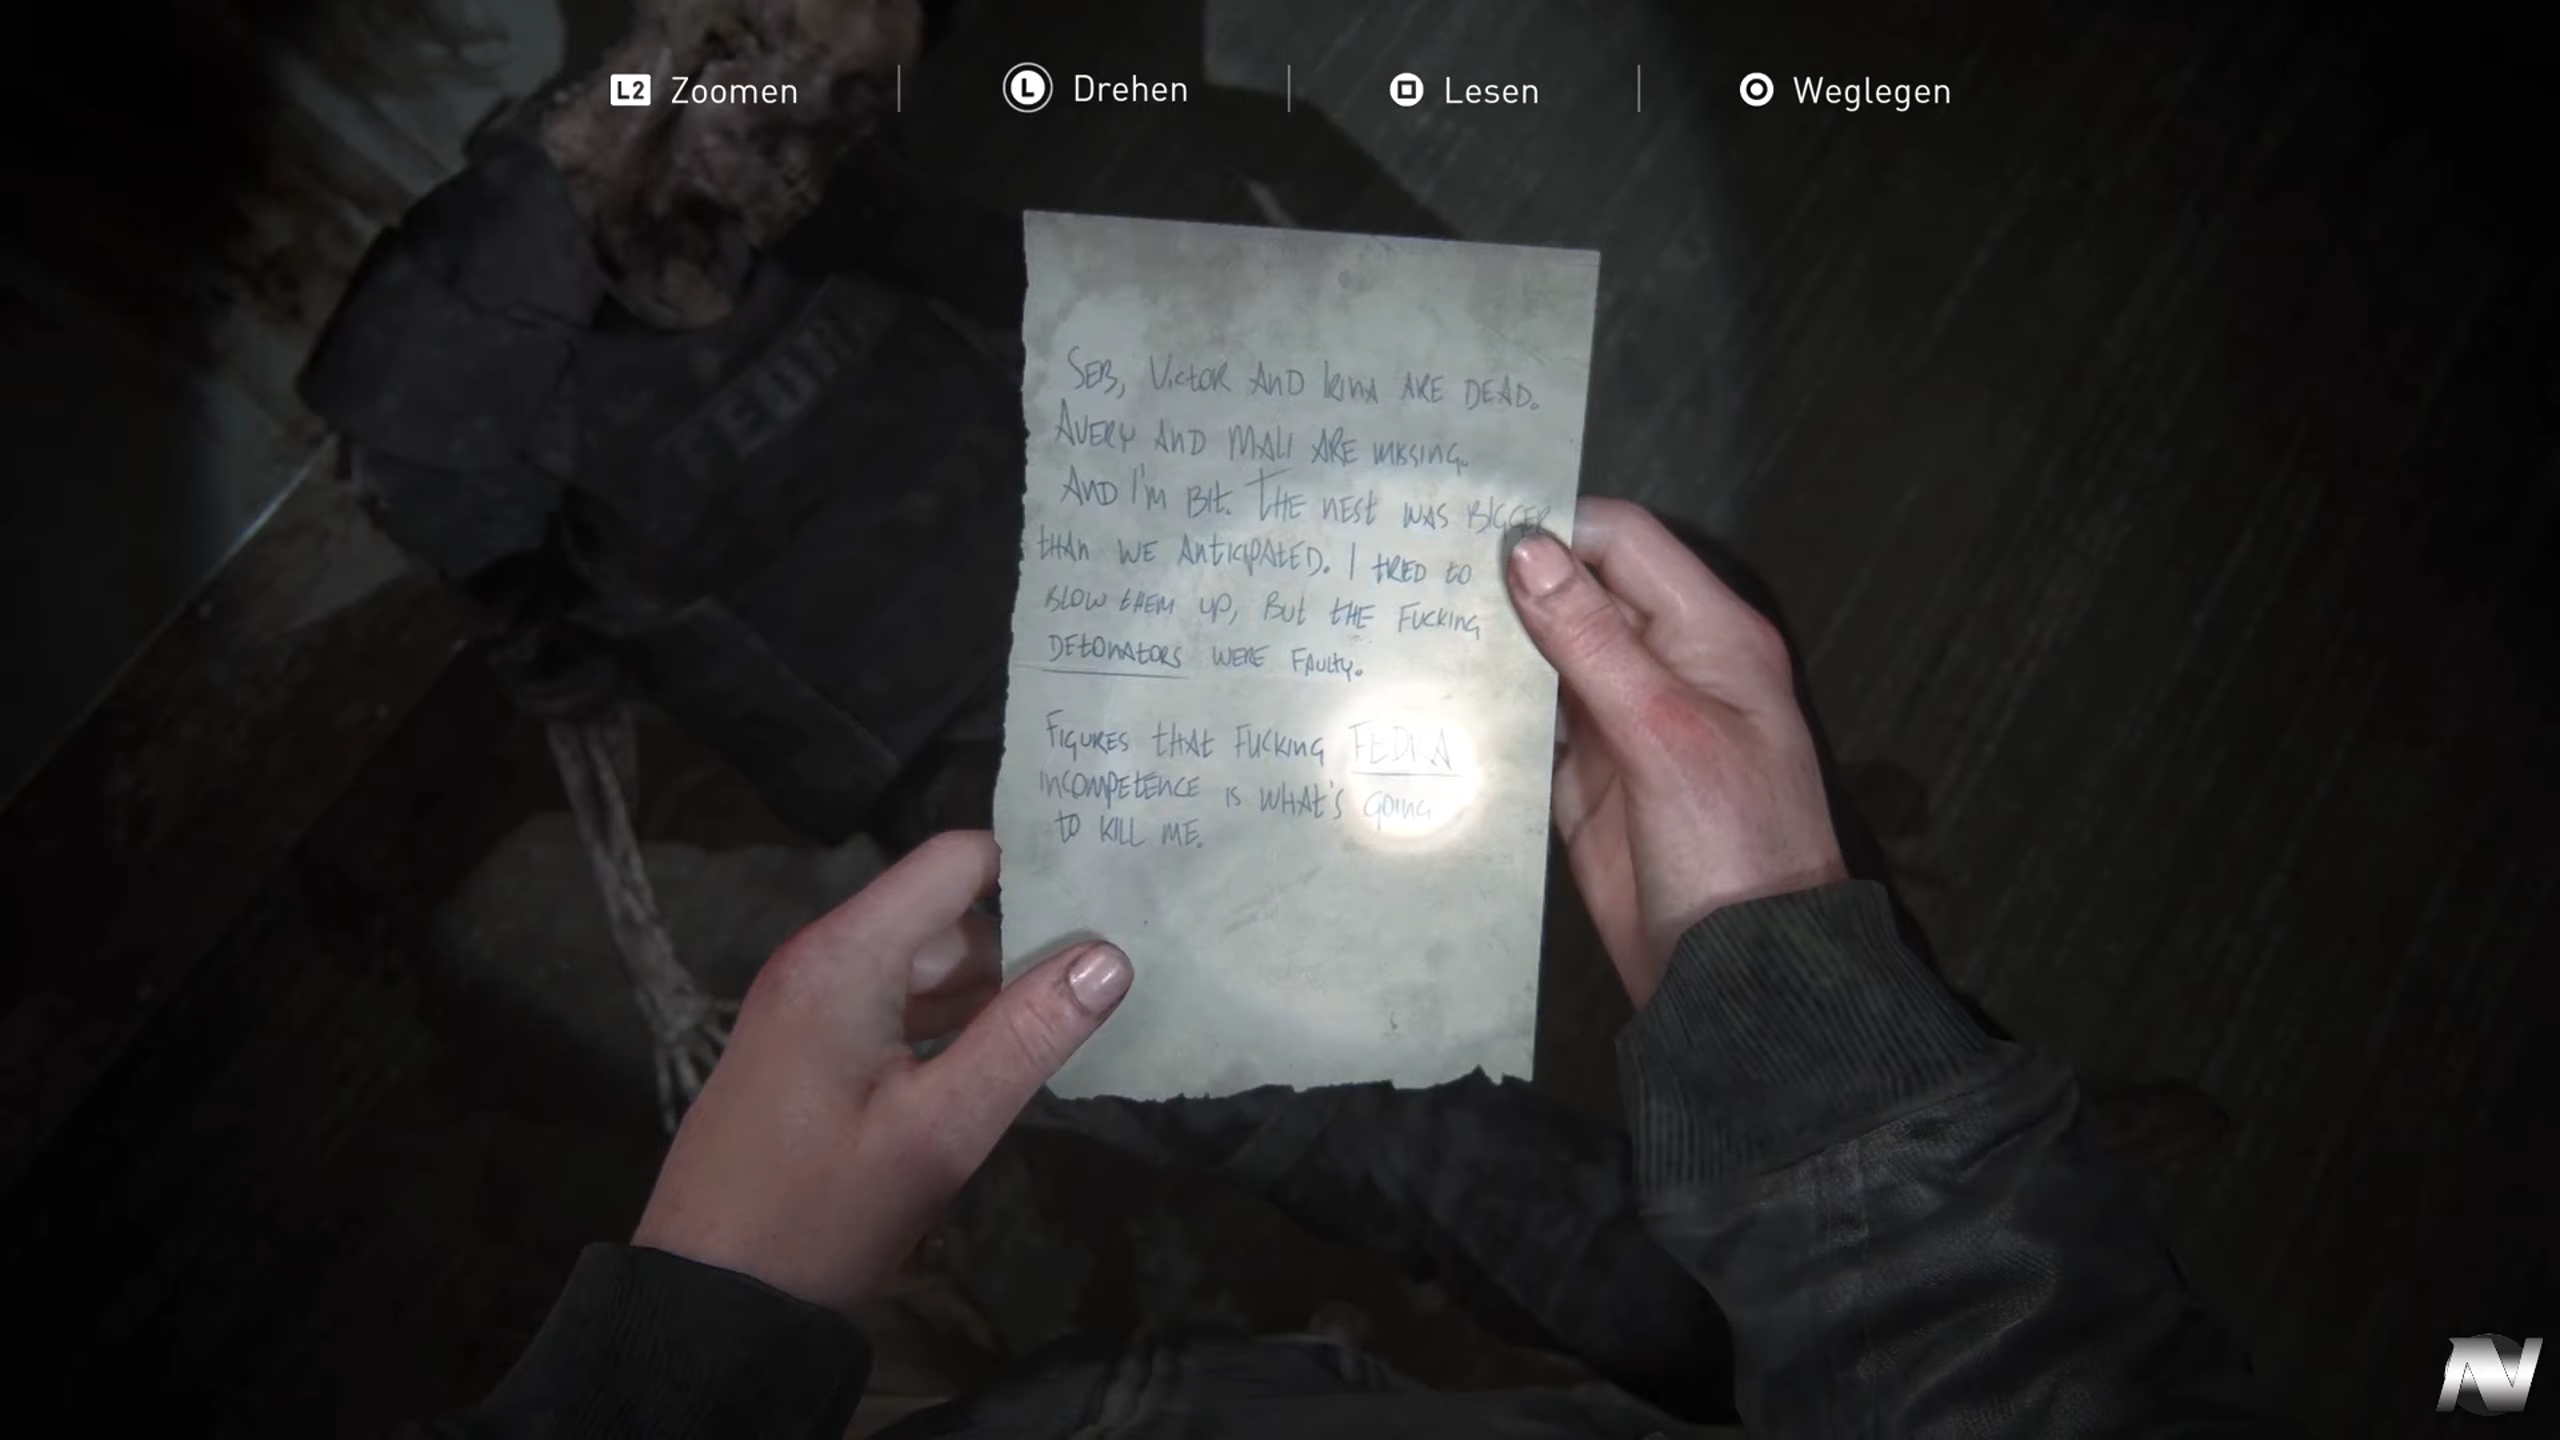 L2 Zoomen
L Drehen
Lesen
Weglegen
FEDRA
SEB, VICTOR AND IRINA ARE DEAD.
AVERY AND MALI ARE MISSING.
AND I'M BIT. THE NEST WAS BIGGER
THAN WE ANTICIPATED. I TRIED TO
BLOW THEM UP, BUT THE FUCKING
DETONATORS WERE FAULTY.
FIGURES THAT FUCKING FEDRA
INCOMPETENCE IS WHAT'S GOING
TO KILL ME.
N